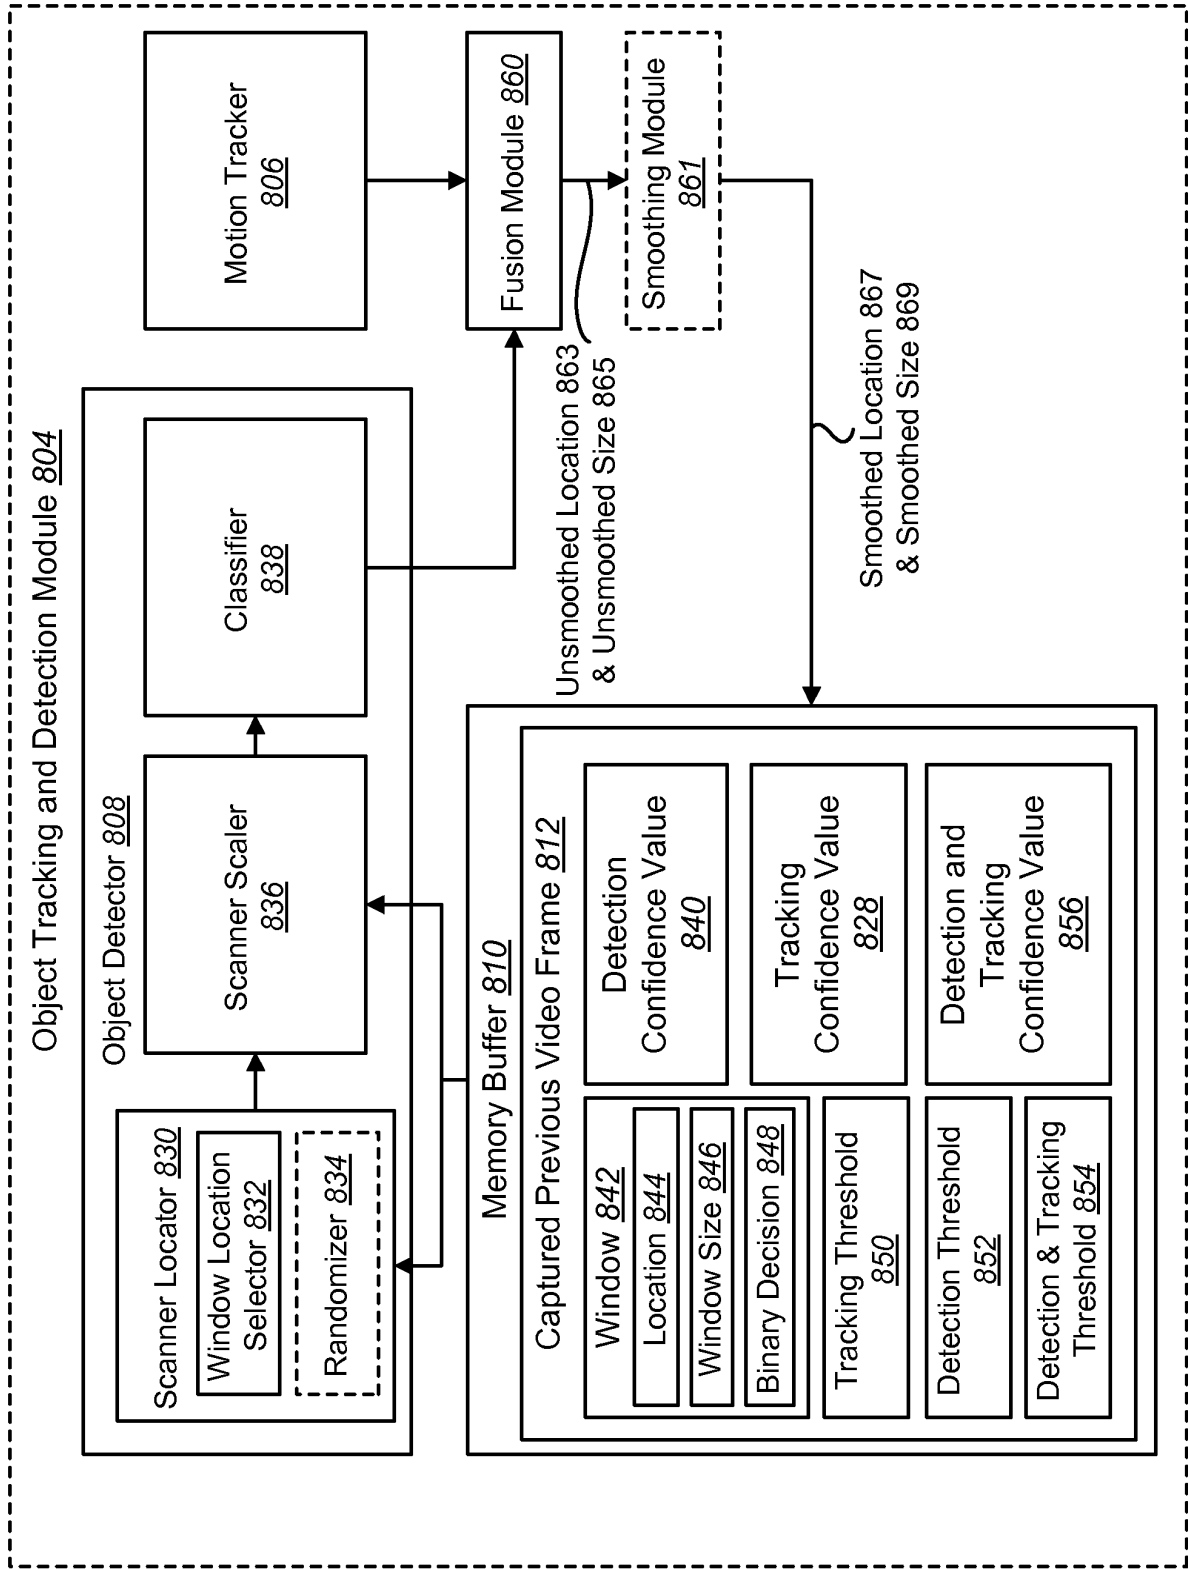 Object Tracking and Detection Module 804
Object Detector 808
Scanner Locator 830
Window Location
Selector 832
Randomizer 834
Scanner Scaler
836
Classifier
838
Motion Tracker
806
Memory Buffer 810
Captured Previous Video Frame 812
Window 842
Location 844
Window Size 846
Binary Decision 848
Tracking Threshold
850
Detection Threshold
852
Detection & Tracking
Threshold 854
Detection
Confidence Value
840
Tracking
Confidence Value
828
Detection and
Tracking
Confidence Value
856
Fusion Module 860
Unsmoothed Location 863
& Unsmoothed Size 865
Smoothing Module
861
Smoothed Location 867
& Smoothed Size 869